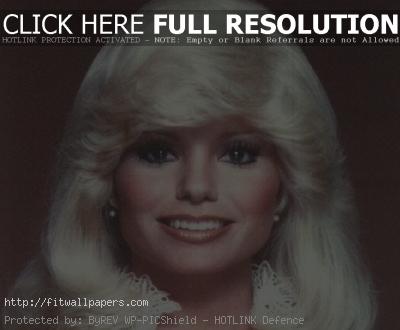 CLICK HERE FULL RESOLUTION
HOTLINK PROTECTION ACTIVATED - NOTE: Empty or Blank Referrals are not Allowed
http://fitwallpapers.com
Protected by: ByREV WP-PICShield - HOTLINK Defence